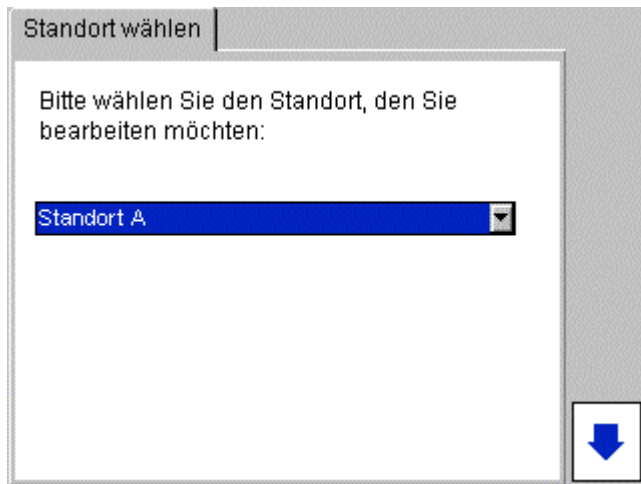 Standort wählen
Bitte wählen Sie den Standort, den Sie
bearbeiten möchten:
Standort A